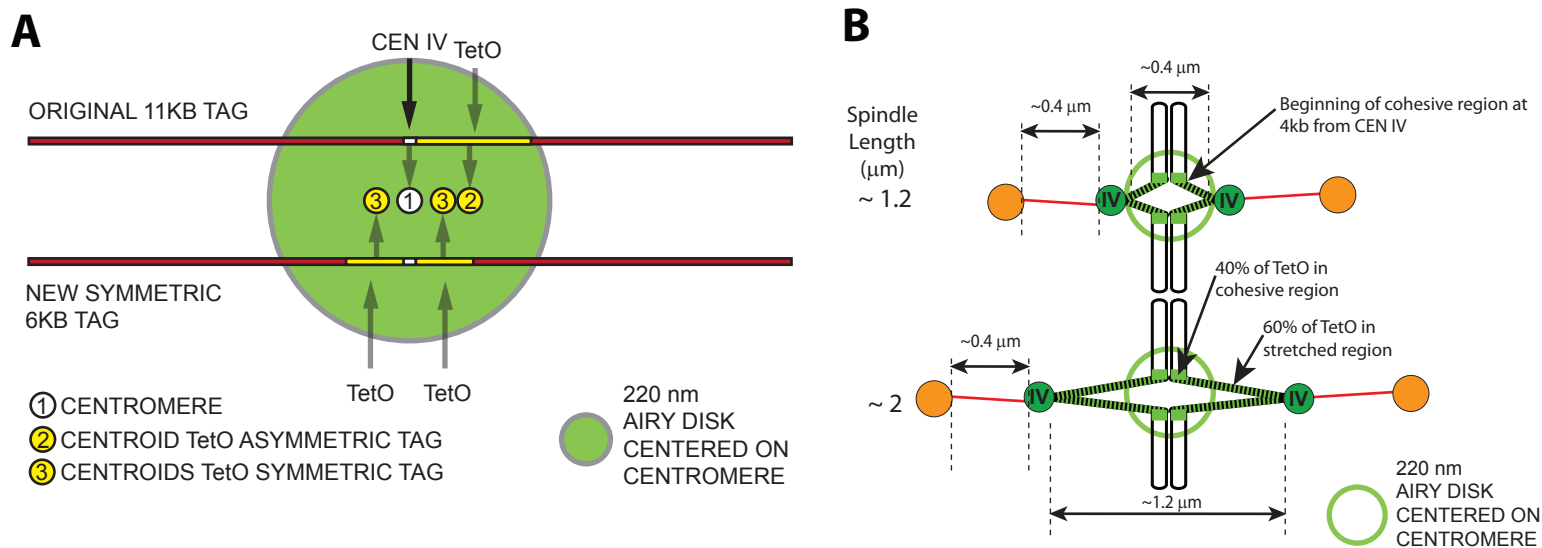 A
CEN IV
TetO
ORIGINAL 11KB TAG
3
1
3
2
NEW SYMMETRIC
6KB TAG
TetO
TetO
1 CENTROMERE
2 CENTROID TetO ASYMMETRIC TAG
3 CENTROIDS TetO SYMMETRIC TAG
220 nm
AIRY DISK
CENTERED ON
CENTROMERE
B
~0.4 μm
~0.4 μm
Beginning of cohesive region at
4kb from CEN IV
Spindle
Length
(μm)
~ 1.2
IV
IV
40% of TetO in
cohesive region
60% of TetO in
stretched region
~0.4 μm
~ 2
IV
IV
~1.2 μm
220 nm
AIRY DISK
CENTERED ON
CENTROMERE